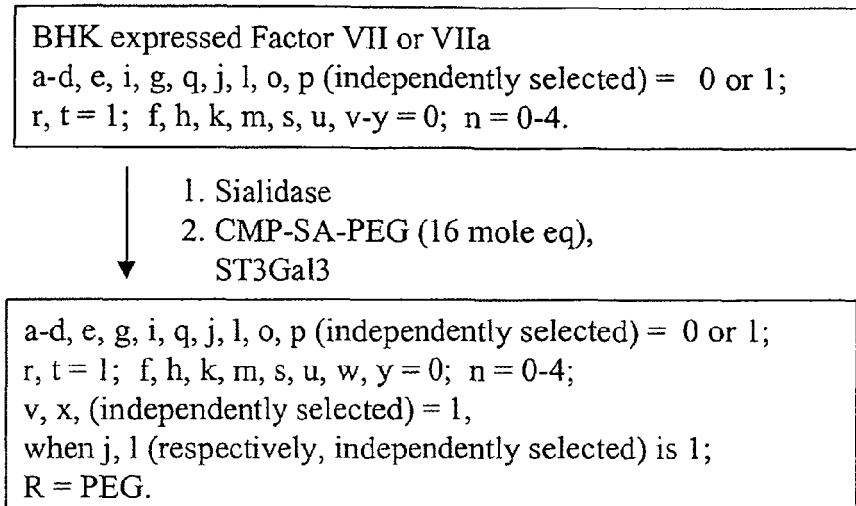 BHK expressed Factor VII or VIIa
a-d, e, i, g, q, j, l, o, p (independently selected) = 0 or 1;
r, t = 1; f, h, k, m, s, u, v-y = 0; n = 0-4.
1. Sialidase
2. CMP-SA-PEG (16 mole eq),
ST3Gal3
a-d, e, g, i, q, j, l, o, p (independently selected) = 0 or 1;
r, t = 1; f, h, k, m, s, u, w, y = 0; n = 0-4;
v, x, (independently selected) = 1,
when j, l (respectively, independently selected) is 1;
R = PEG.